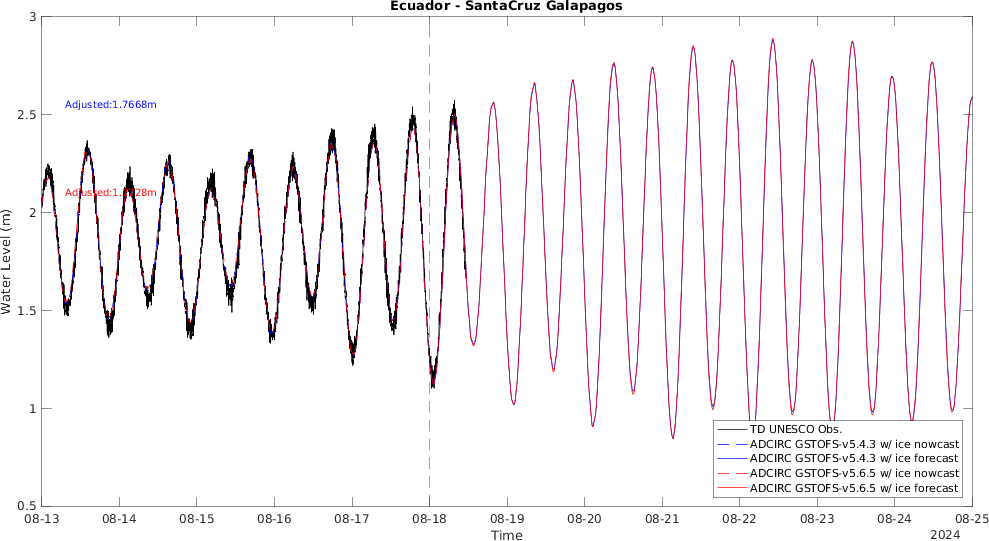 Ecuador - SantaCruz Galapagos
3
2.5
2
1.5
1
0.5
Water Level (m)
Adjusted:1.7668m
08-13
08-14
08-15
08-16
08-17
08-18
08-19
08-20
08-21
08-22
08-23
08-24
08-25
Time
2024
TD UNESCO Obs.
ADCIRC GSTOFS-v5.4.3 w/ ice nowcast
ADCIRC GSTOFS-v5.4.3 w/ ice forecast
ADCIRC GSTOFS-v5.6.5 w/ ice nowcast
ADCIRC GSTOFS-v5.6.5 w/ ice forecast